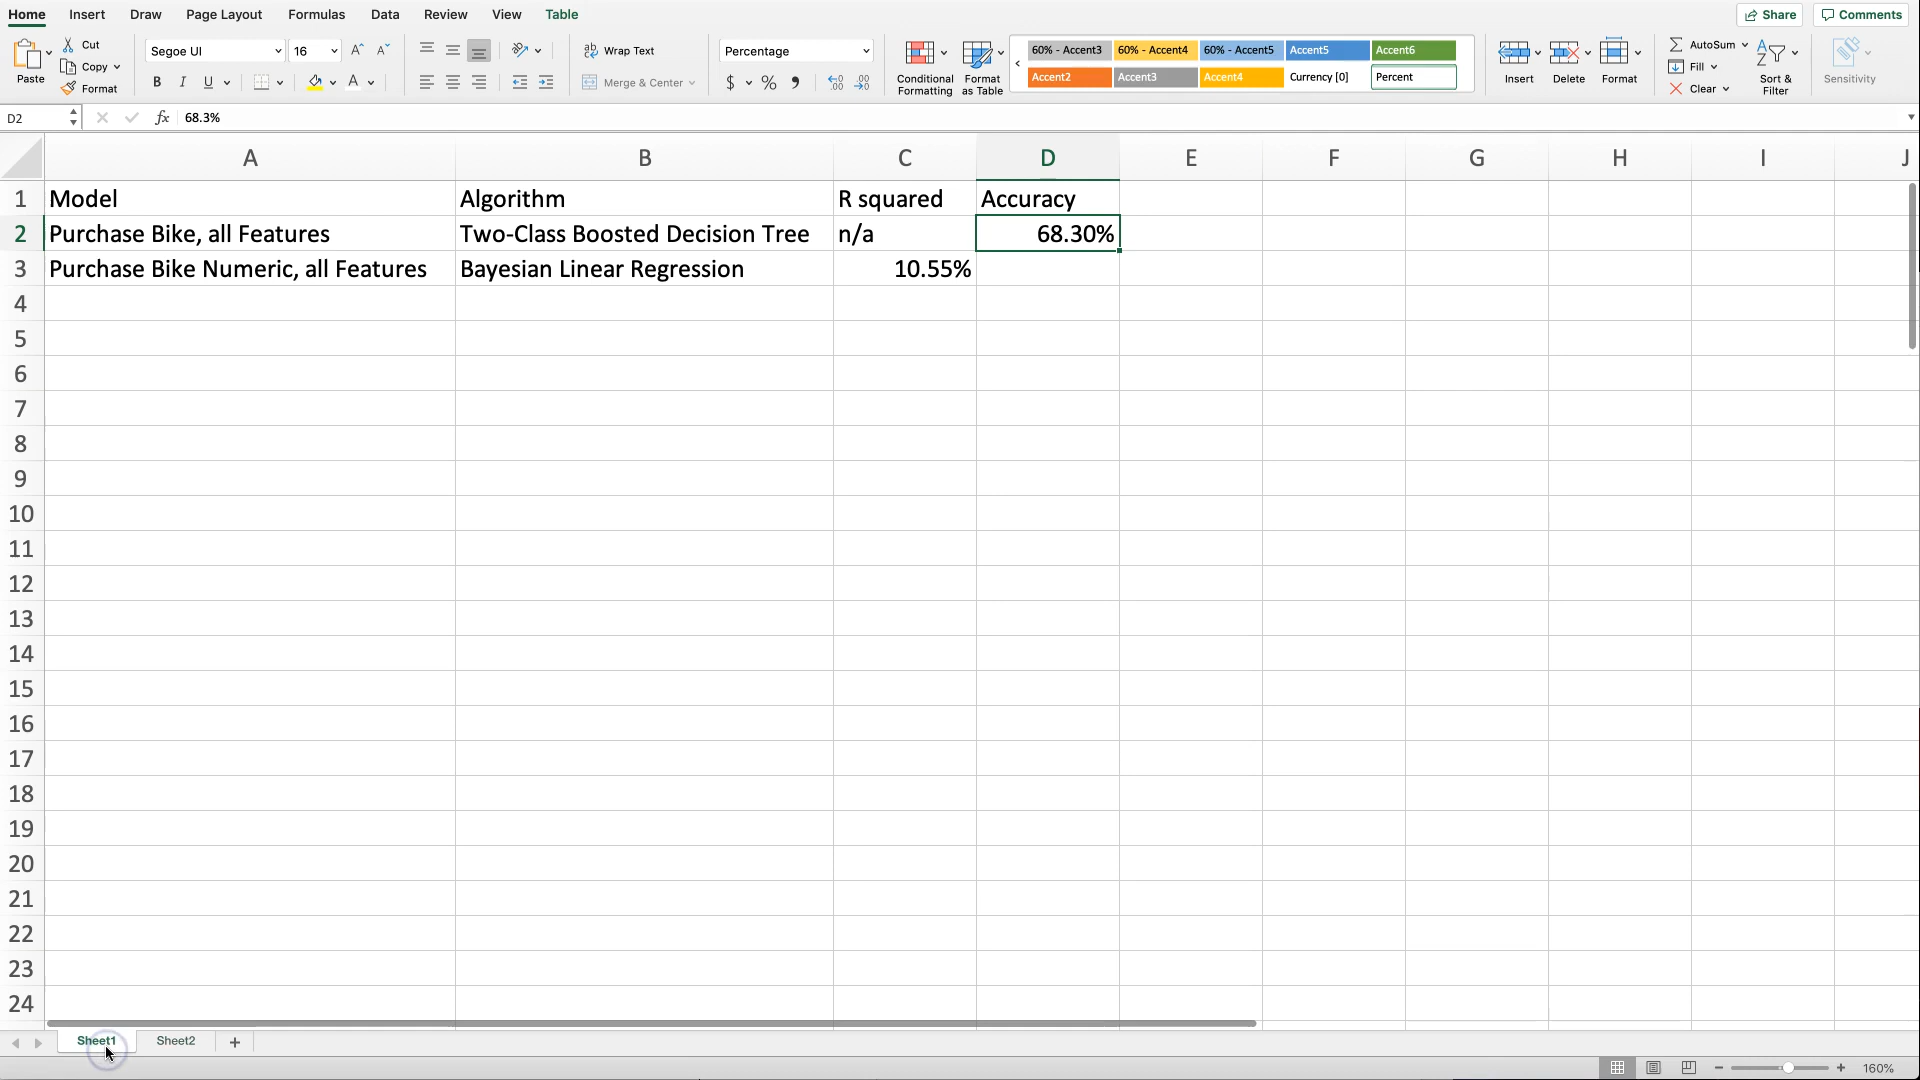 Home Insert Draw Page Layout Formulas Data Review View Table Share Comments
Paste Cut Segoe UI 16 ab Wrap Text Percentage Conditional Formatting Format as Table 60% - Accent3 60% - Accent4 60% - Accent5 Accent5 Accent6 Insert Delete Format AutoSum Sort & Filter Sensitivity
Copy Fill
Format B I U A Merge & Center $ % Accent2 Accent3 Accent4 Currency [0] Percent Clear
D2 fx 68.3%
A B C D E F G H I J
1 Model Algorithm R squared Accuracy
2 Purchase Bike, all Features Two-Class Boosted Decision Tree n/a 68.30%
3 Purchase Bike Numeric, all Features Bayesian Linear Regression 10.55%
4
5
6
7
8
9
10
11
12
13
14
15
16
17
18
19
20
21
22
23
24
Sheet1 Sheet2 +
160%